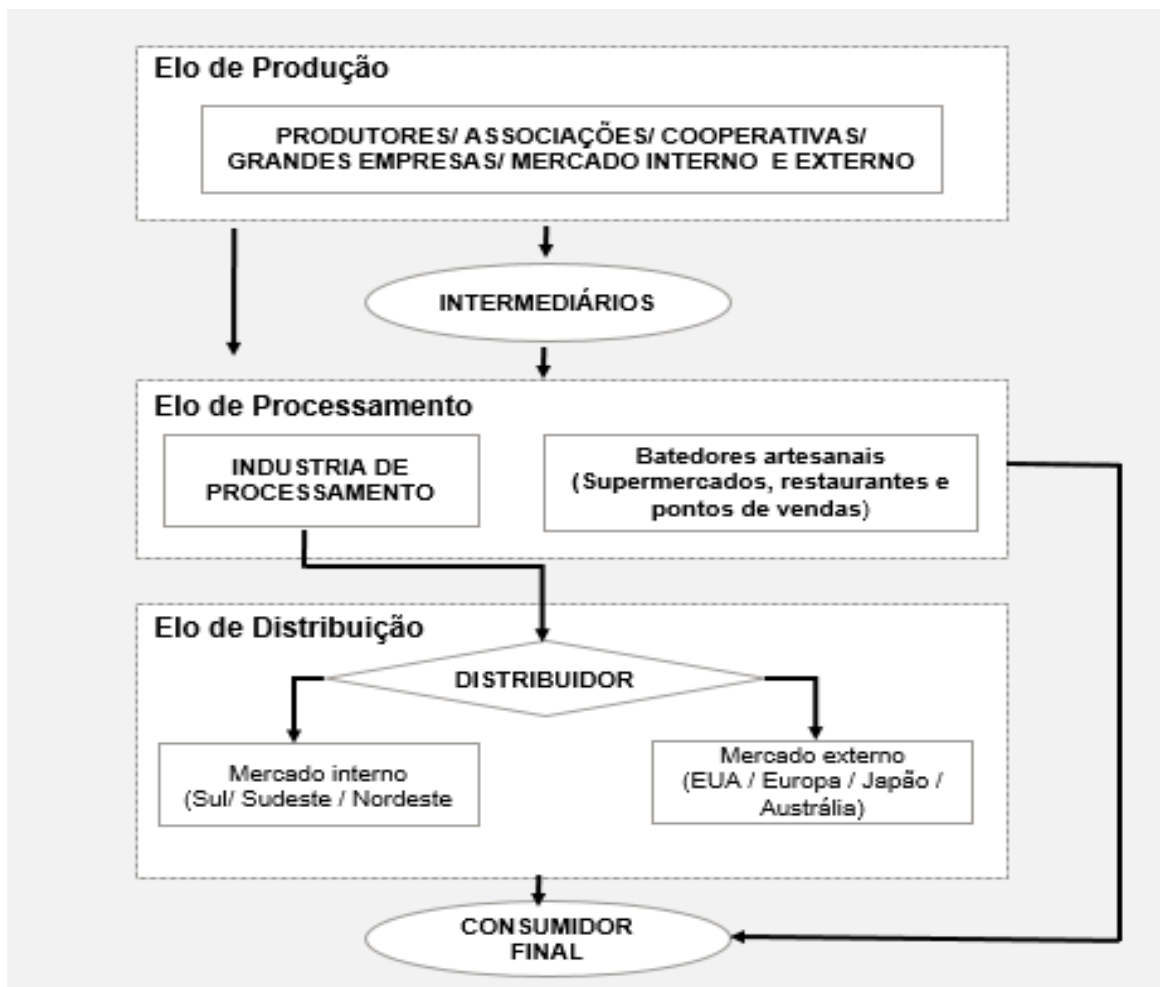 Elo de Produção
PRODUTORES/ ASSOCIAÇÕES/ COOPERATIVAS/
GRANDES EMPRESAS/ MERCADO INTERNO E EXTERNO
INTERMEDIÁRIOS
Elo de Processamento
INDUSTRIA DE
PROCESSAMENTO
Batedores artesanais
(Supermercados, restaurantes e
pontos de vendas)
Elo de Distribuição
DISTRIBUIDOR
Mercado interno
(Sul/ Sudeste / Nordeste
Mercado externo
(EUA / Europa / Japão /
Austrália)
CONSUMIDOR
FINAL